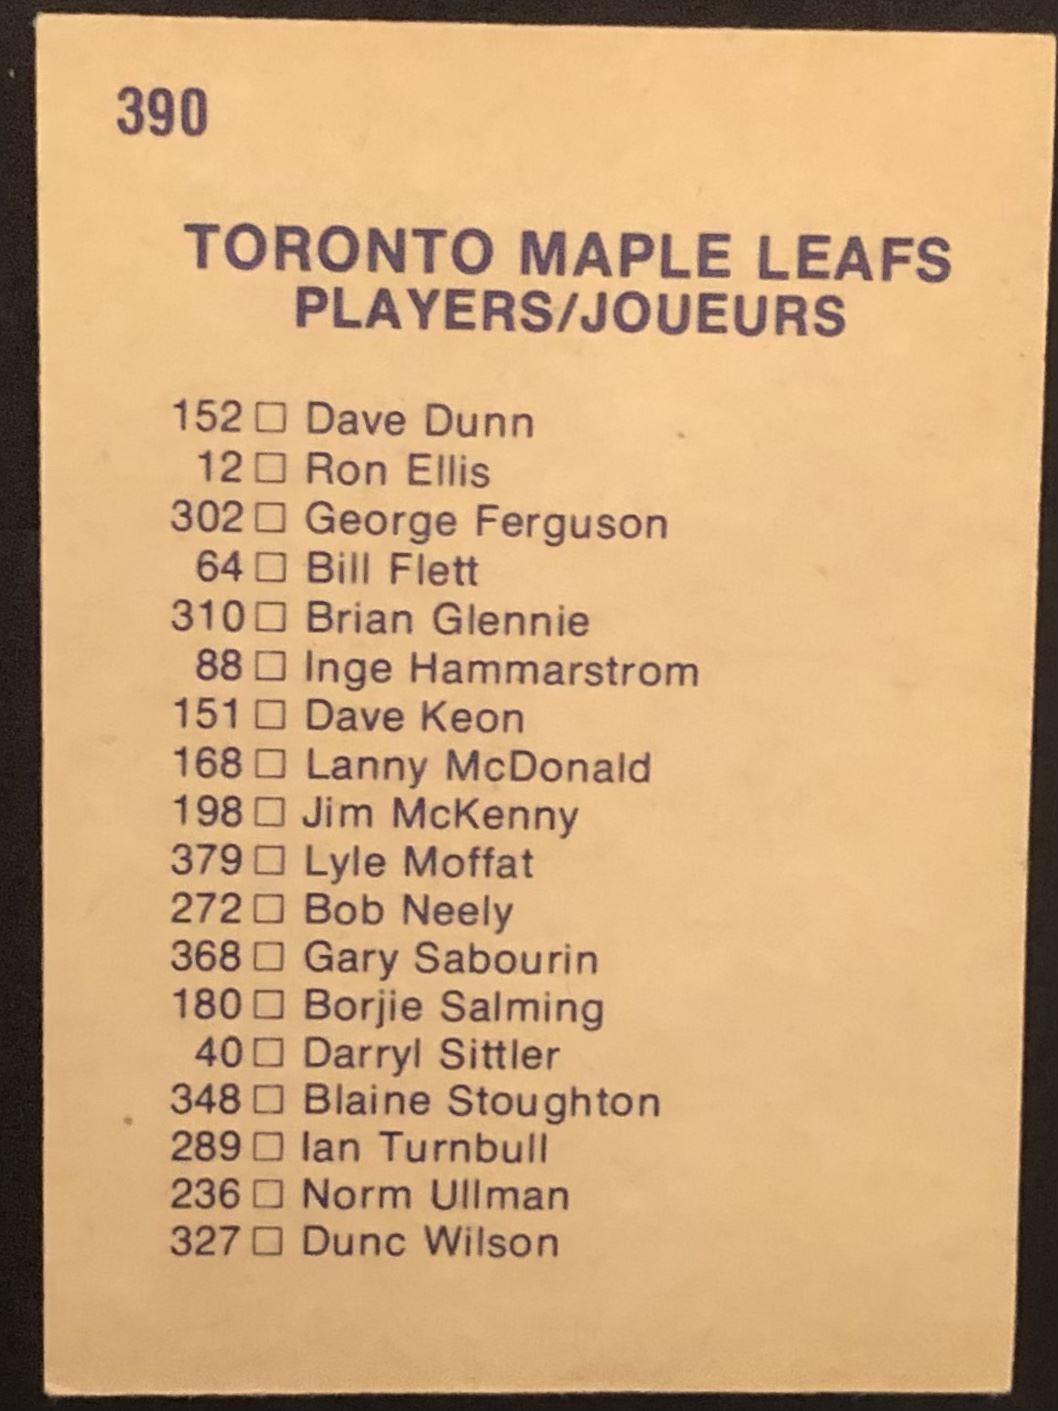 390
TORONTO MAPLE LEAFS
PLAYERS/JOUEURS
152 □ Dave Dunn
12 □ Ron Ellis
302 □ George Ferguson
64 □ Bill Flett
310 □ Brian Glennie
88 □ Inge Hammarstrom
151 □ Dave Keon
168 □ Lanny McDonald
198 □ Jim McKenny
379 □ Lyle Moffat
272 □ Bob Neely
368 □ Gary Sabourin
180 □ Borjie Salming
40 □ Darryl Sittler
348 □ Blaine Stoughton
289 □ Ian Turnbull
236 □ Norm Ullman
327 □ Dunc Wilson